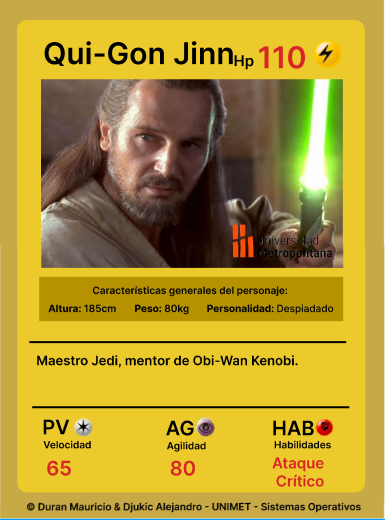 Qui-Gon Jinn Hp 110
Universidad
Metropolitana
Características generales del personaje:
Altura: 185cm Peso: 80kg Personalidad: Despiadado
Maestro Jedi, mentor de Obi-Wan Kenobi.
PV AG HAB
Velocidad Agilidad Habilidades
65 80 Ataque
Crítico
© Duran Mauricio & Djukic Alejandro - UNIMET - Sistemas Operativos